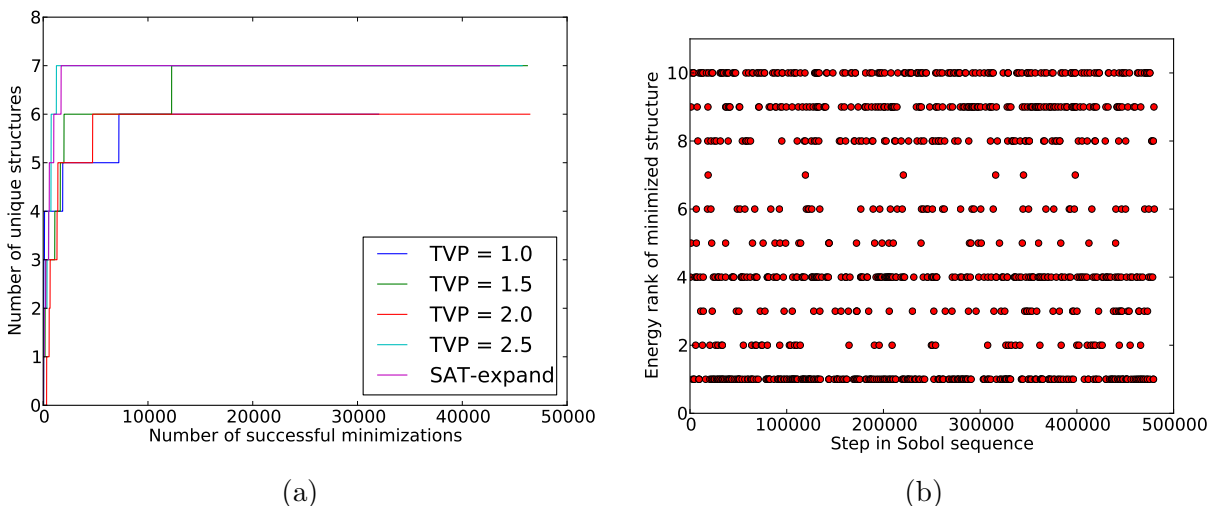 8
7
6
5
4
3
2
1
0
Number of unique structures
0 10000 20000 30000 40000 50000
Number of successful minimizations
TVP = 1.0
TVP = 1.5
TVP = 2.0
TVP = 2.5
SAT-expand
(a)
10
8
6
4
2
0
Energy rank of minimized structure
0 100000 200000 300000 400000 500000
Step in Sobol sequence
(b)